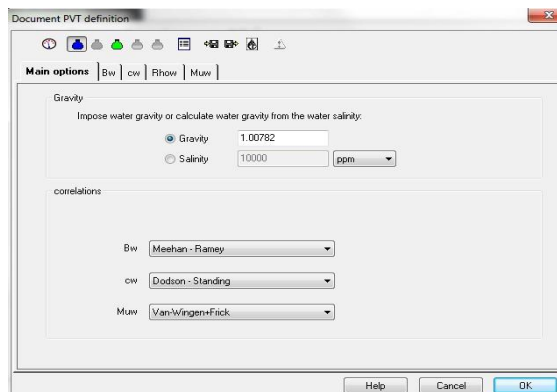 Document PVT definition
Main options Bw cw Rhow Muw
Gravity
Impose water gravity or calculate water gravity from the water salinity:
Gravity 1.00782
Salinity 10000 ppm
correlations
Bw Meehan - Ramey
cw Dodson - Standing
Muw Van-Wingen+Frick
Help Cancel OK